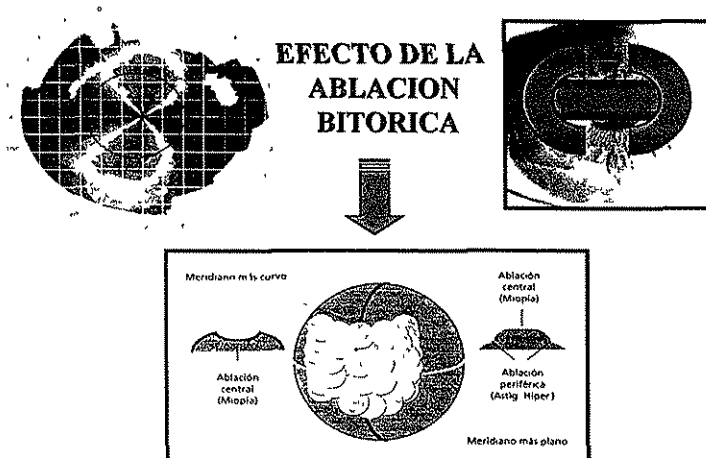 EFECTO DE LA
ABLACION
BITORICA
Meridiano más curvo
Ablación
central
(Miopía)
Ablación
central
(Miopía)
Ablación
periférica
(Astig Hiper)
Meridiano más plano